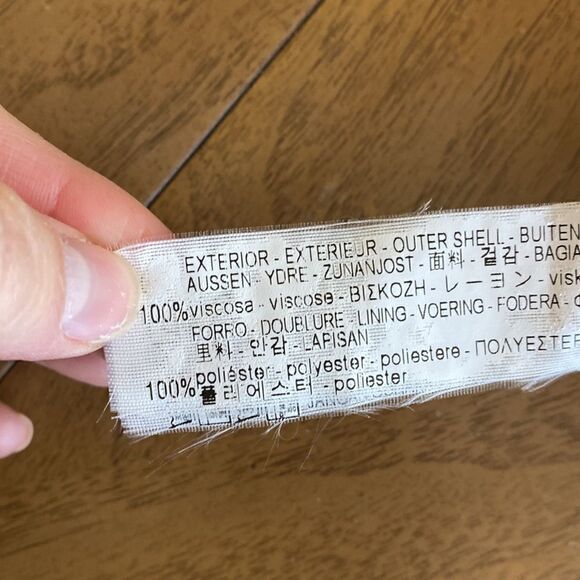 EXTERIOR - EXTERIEUR - OUTER SHELL - BUITEN
AUSSEN - YDRE - ZUNANJOST - 面料 - 겉감 - BAGIA
100% viscosa - viscose - ΒΙΣΚΟΖΗ - レーヨン - visk
FORRO - DOUBLURE - LINING - VOERING - FODERA -
里料 - 안감 - LAPISAN
100% poliéster - polyester - poliestere - ΠΟΛΥΕΣΤΕΡ
폴리에스터 - poliester